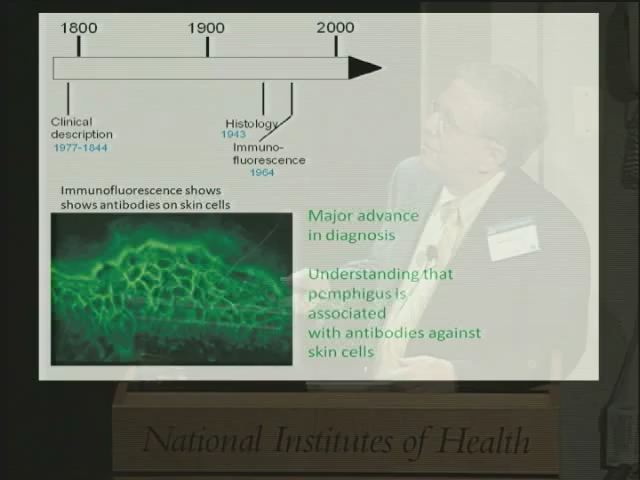 1800
1900
2000
Clinical
description
1977-1844
Histology
1943
Immuno-
fluorescence
1964
Immunofluorescence shows
shows antibodies on skin cells
Major advance
in diagnosis
Understanding that
pemphigus is
associated
with antibodies against
skin cells
National Institutes of Health